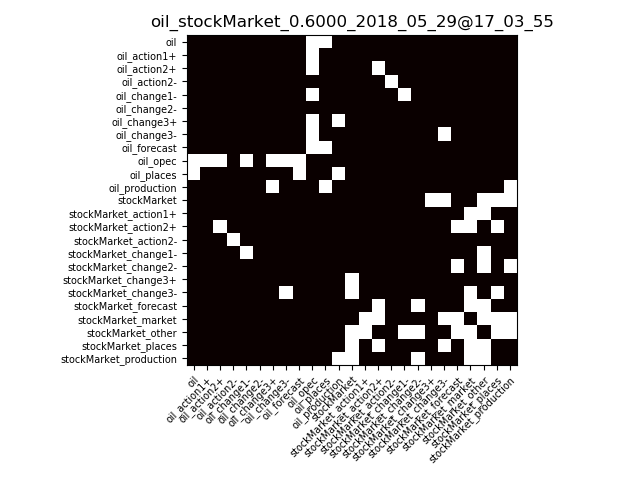 oil_stockMarket_0.6000_2018_05_29@17_03_55
oil
oil_action1+
oil_action2+
oil_action2-
oil_change1-
oil_change2-
oil_change3+
oil_change3-
oil_forecast
oil_opec
oil_places
oil_production
stockMarket
stockMarket_action1+
stockMarket_action2+
stockMarket_action2-
stockMarket_change1-
stockMarket_change2-
stockMarket_change3+
stockMarket_change3-
stockMarket_forecast
stockMarket_market
stockMarket_other
stockMarket_places
stockMarket_production
oil
oil_action1+
oil_action2+
oil_action2-
oil_change1-
oil_change2-
oil_change3+
oil_change3-
oil_forecast
oil_opec
oil_places
oil_production
stockMarket
stockMarket_action1+
stockMarket_action2+
stockMarket_action2-
stockMarket_change1-
stockMarket_change2-
stockMarket_change3+
stockMarket_change3-
stockMarket_forecast
stockMarket_market
stockMarket_other
stockMarket_places
stockMarket_production